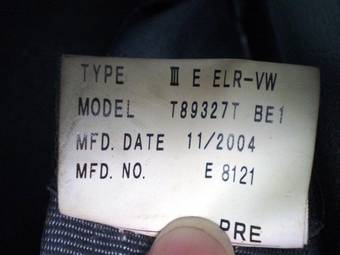 TYPE Ⅲ E ELR-VW
MODEL T89327T BE1
MFD. DATE 11/2004
MFD. NO. E 8121
PRE